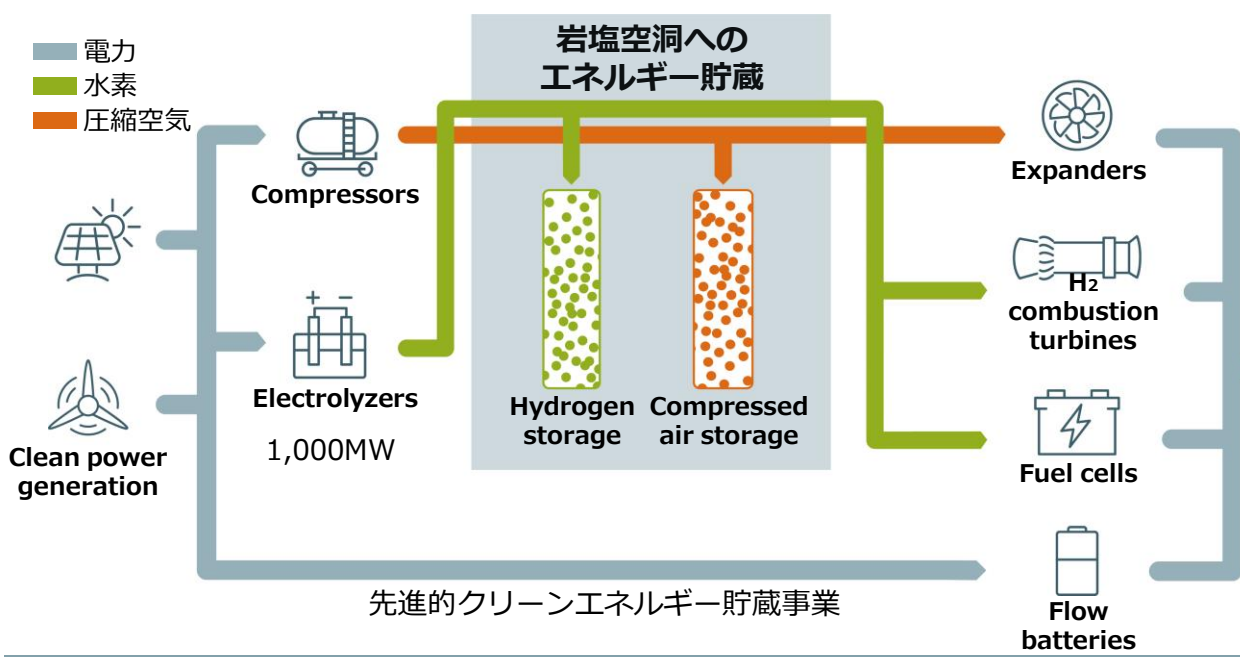 電力
水素
圧縮空気
岩塩空洞への
エネルギー貯蔵
Compressors
Expanders
+ −
Electrolyzers
1,000MW
Clean power
generation
Hydrogen
storage
Compressed
air storage
H₂
combustion
turbines
Fuel cells
Flow
batteries
先進的クリーンエネルギー貯蔵事業